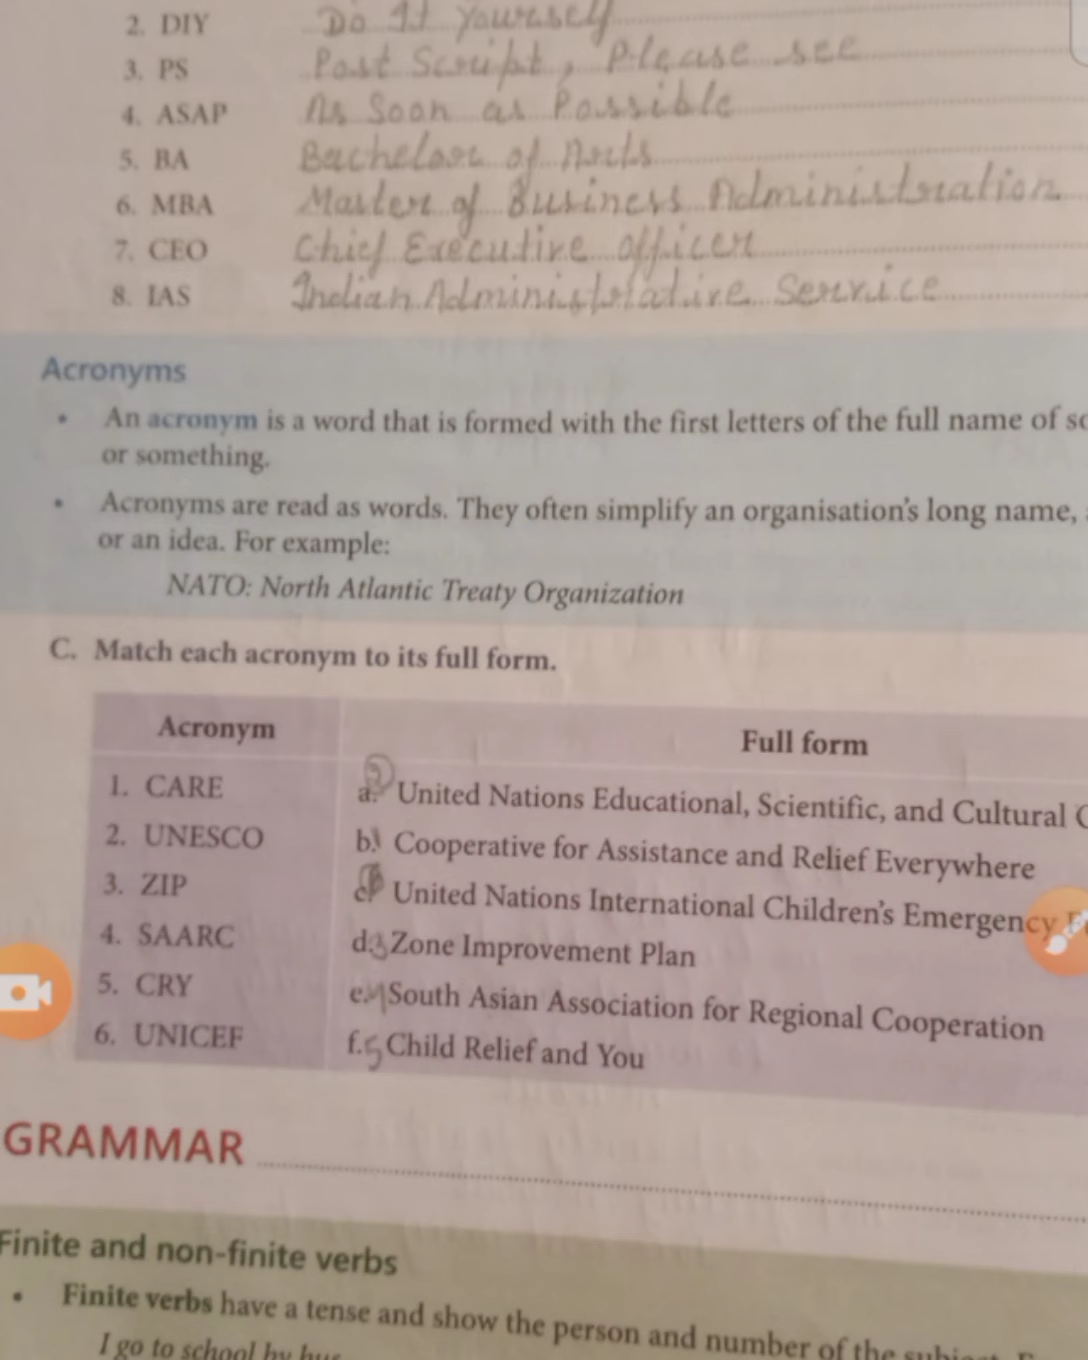 2. DIY Do It Yourself
3. PS Post Script, Please see
4. ASAP As Soon as Possible
5. BA Bachelor of Arts
6. MBA Master of Business Administration
7. CEO Chief Executive officer
8. IAS Indian Administrative Service
Acronyms
• An acronym is a word that is formed with the first letters of the full name of
or something.
• Acronyms are read as words. They often simplify an organisation's long name,
or an idea. For example:
NATO: North Atlantic Treaty Organization
C. Match each acronym to its full form.
Acronym Full form
1. CARE a. United Nations Educational, Scientific, and Cultural
2. UNESCO b. 1 Cooperative for Assistance and Relief Everywhere
3. ZIP c. United Nations International Children's Emergency
4. SAARC d. 3 Zone Improvement Plan
5. CRY e. 4 South Asian Association for Regional Cooperation
6. UNICEF f. 5 Child Relief and You
GRAMMAR
Finite and non-finite verbs
• Finite verbs have a tense and show the person and number of the
I go to school by bus